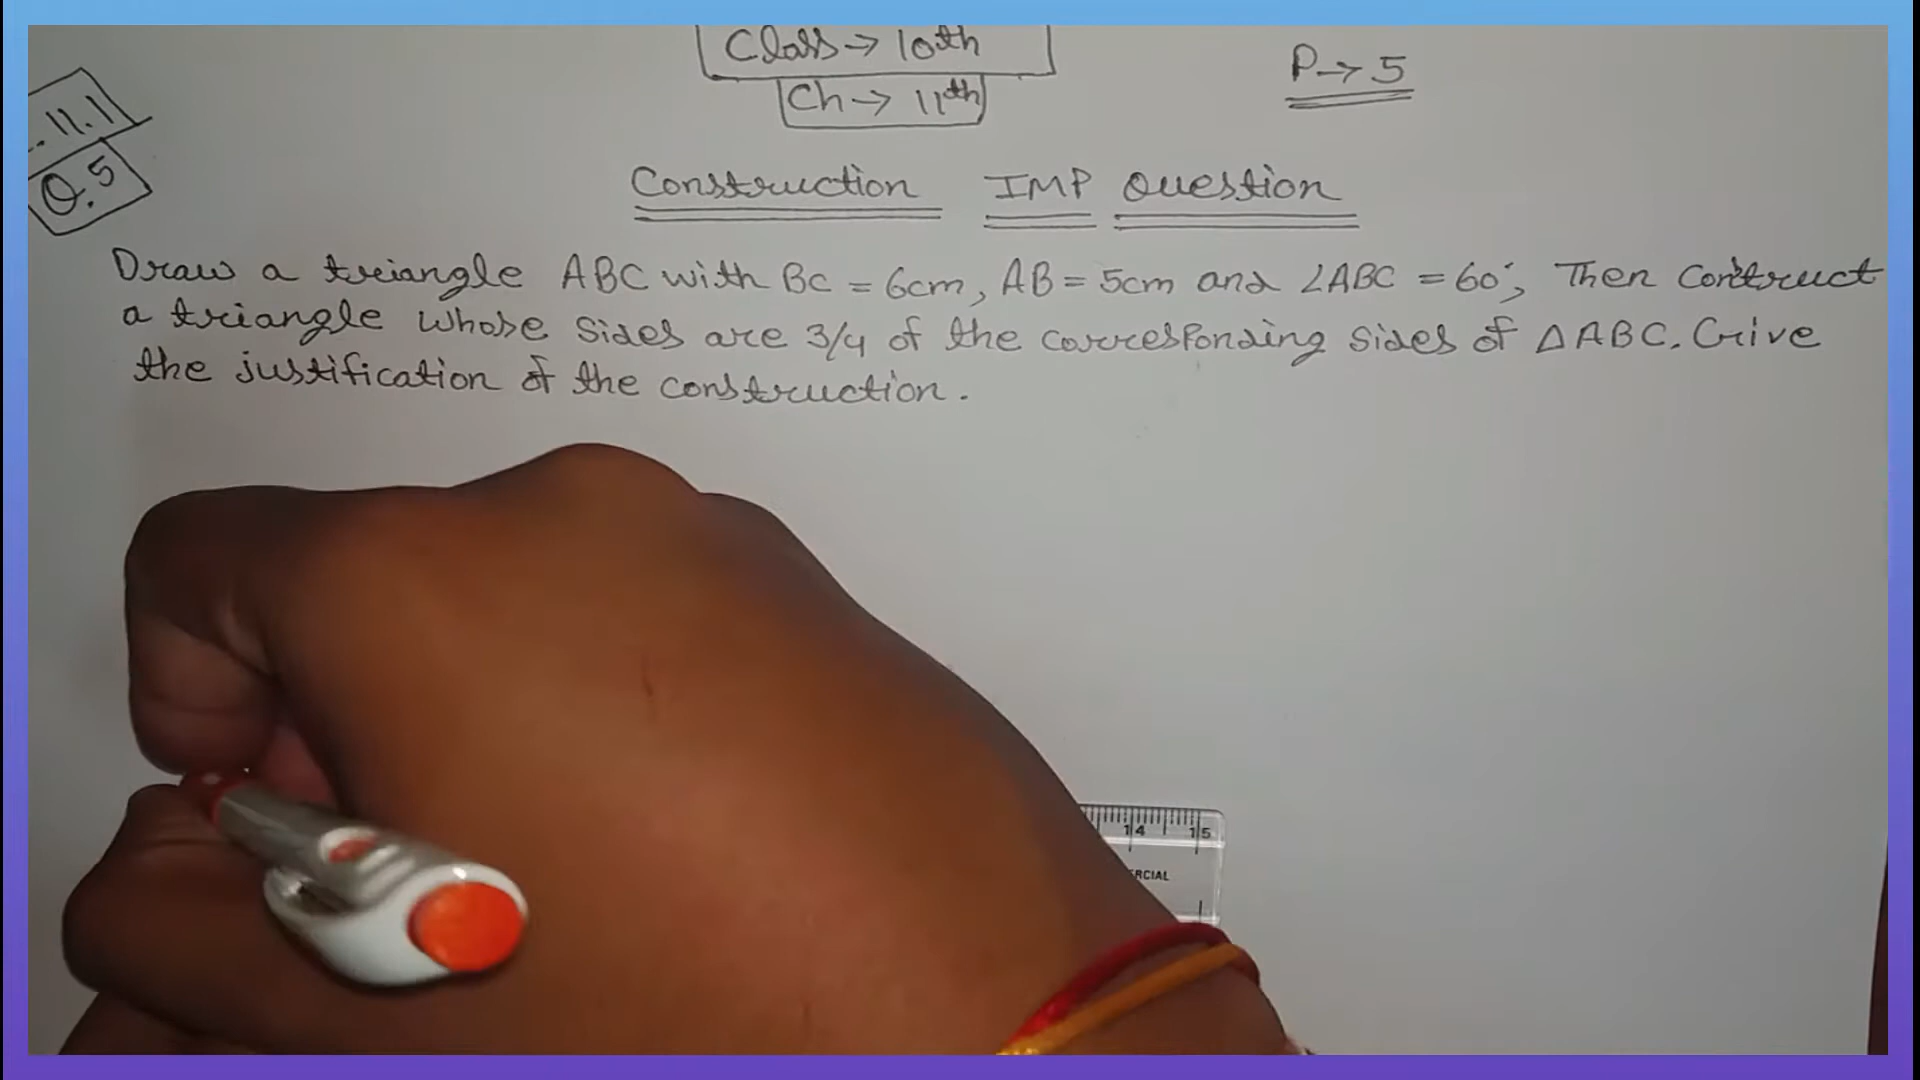 Class → 10th
Ch → 11th
P → 5
. 11.1
Q.5
Construction IMP Question
Draw a triangle ABC with BC = 6cm, AB = 5cm and ∠ABC = 60°, Then construct
a triangle whose sides are 3/4 of the corresponding sides of △ABC. Give
the justification of the construction.
14 15
RCIAL